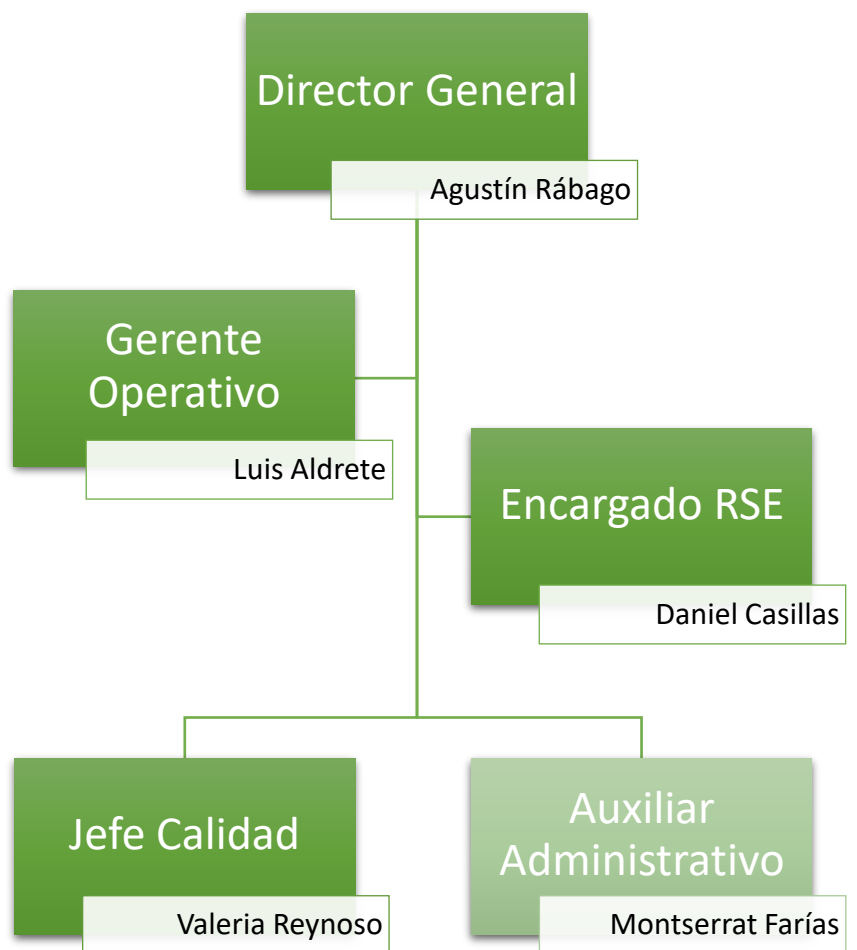 Director General
Agustín Rábago
Gerente
Operativo
Luis Aldrete
Encargado RSE
Daniel Casillas
Jefe Calidad
Valeria Reynoso
Auxiliar
Administrativo
Montserrat Farías